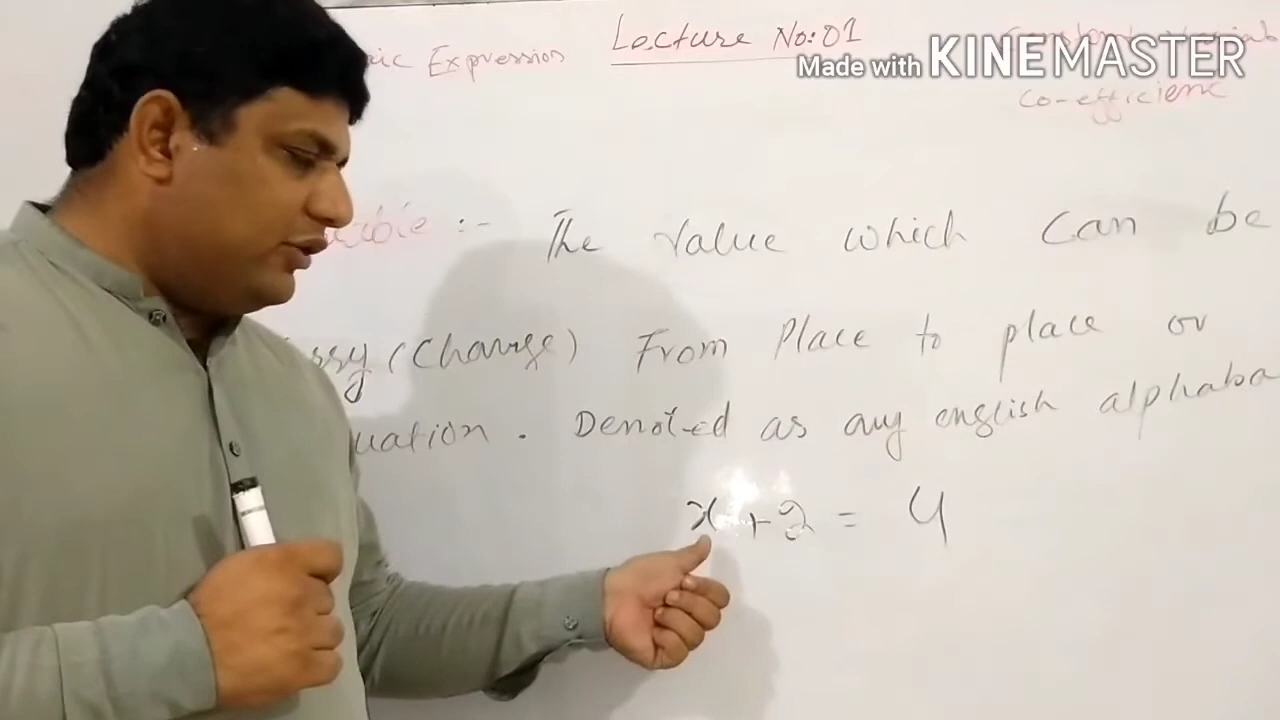 Expression Lecture No:01
Made with KINEMASTER
Co-efficient
:- The Value which Can be
(Change) From Place to place or
Denoted as any english alphaba
x + 2 = 4